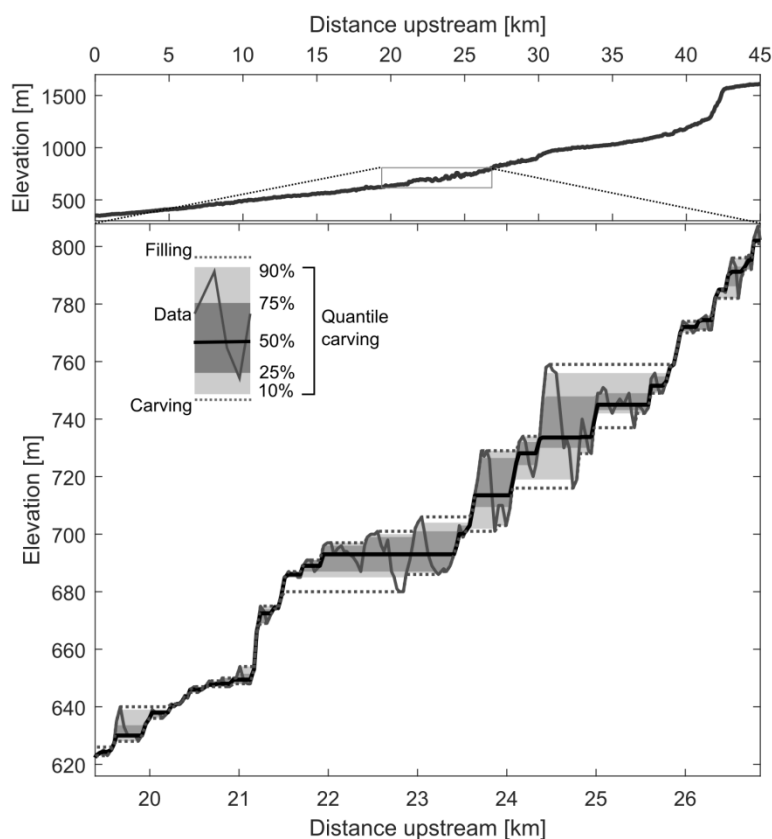 Distance upstream [km]
0 5 10 15 20 25 30 35 40 45
Elevation [m]
1500
1000
500
Elevation [m]
800
780
760
740
720
700
680
660
640
620
Filling
Data
Carving
90%
75%
50%
25%
10%
Quantile
carving
20 21 22 23 24 25 26
Distance upstream [km]